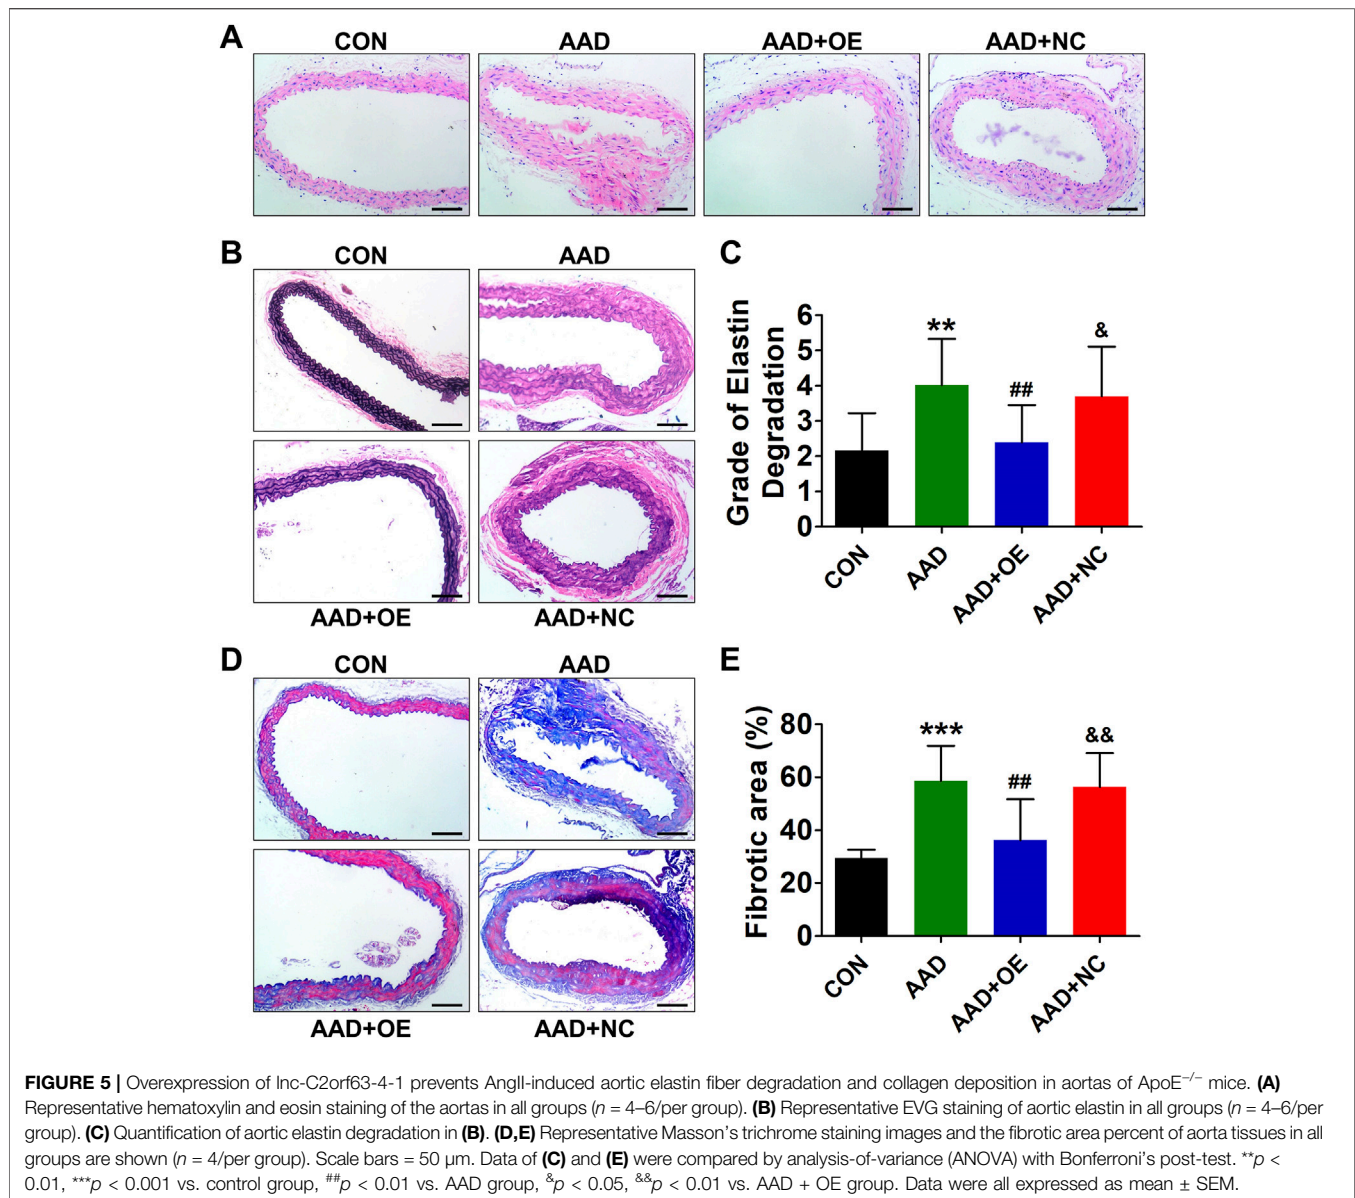 A
CON
AAD
AAD+OE
AAD+NC
B
CON
AAD
AAD+OE
AAD+NC
C
Grade of Elastin
Degradation
6
5
4
3
2
1
0
**
##
&
CON
AAD
AAD+OE
AAD+NC
D
CON
AAD
AAD+OE
AAD+NC
E
Fibrotic area (%)
80
60
40
20
0
***
##
&&
CON
AAD
AAD+OE
AAD+NC
FIGURE 5 | Overexpression of lnc-C2orf63-4-1 prevents AngII-induced aortic elastin fiber degradation and collagen deposition in aortas of ApoE−/− mice. (A)
Representative hematoxylin and eosin staining of the aortas in all groups (n = 4–6/per group). (B) Representative EVG staining of aortic elastin in all groups (n = 4–6/per
group). (C) Quantification of aortic elastin degradation in (B). (D,E) Representative Masson’s trichrome staining images and the fibrotic area percent of aorta tissues in all
groups are shown (n = 4/per group). Scale bars = 50 μm. Data of (C) and (E) were compared by analysis-of-variance (ANOVA) with Bonferroni’s post-test. **p <
0.01, ***p < 0.001 vs. control group, ##p < 0.01 vs. AAD group, &p < 0.05, &&p < 0.01 vs. AAD + OE group. Data were all expressed as mean ± SEM.